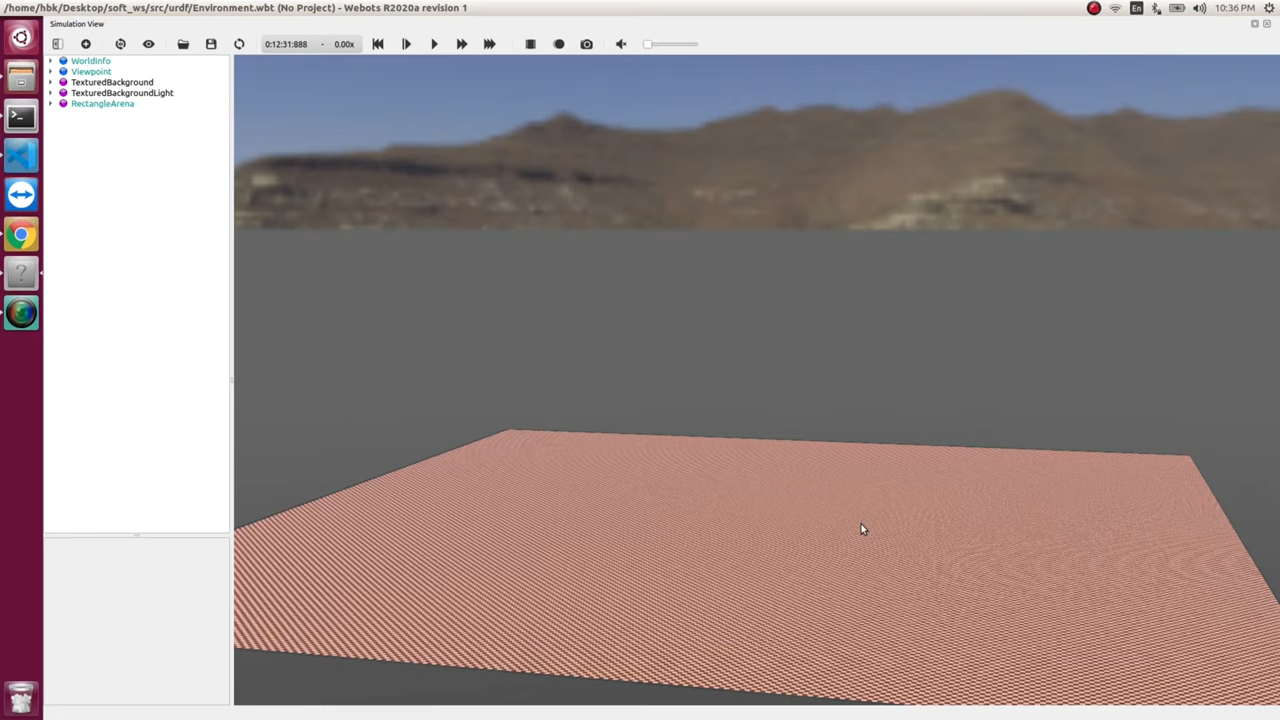 /home/hbk/Desktop/soft_ws/src/urdf/Environment.wbt (No Project) - Webots R2020a revision 1
En
10:36 PM
Simulation View
0:12:31:888 - 0.00x
WorldInfo
Viewpoint
TexturedBackground
TexturedBackgroundLight
RectangleArena